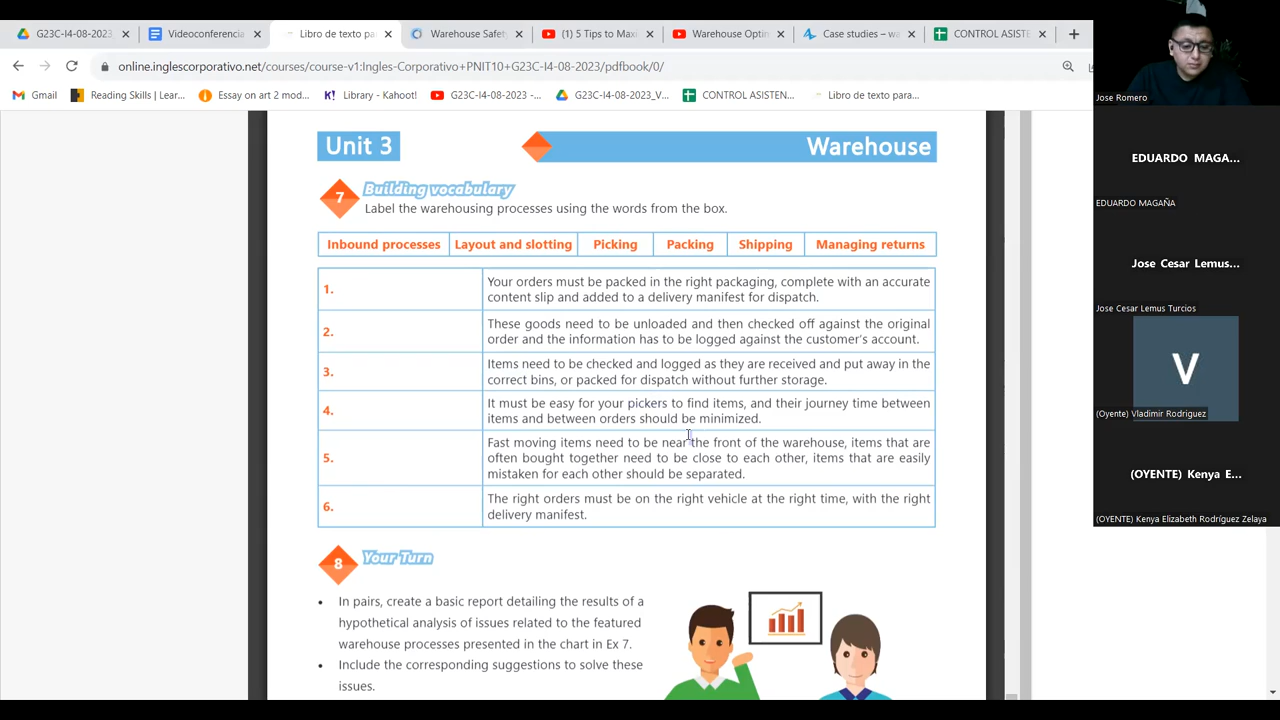 G23C-I4-08-2023_
Videoconferencia
Libro de texto par
Warehouse Safet
(1) 5 Tips to Maxi
Warehouse Optim
Case studies – wa
CONTROL ASISTE
online.inglescorporativo.net/courses/course-v1:Ingles-Corporativo+PNIT10+G23C-I4-08-2023/pdfbook/0/
Gmail
Reading Skills | Lear...
Essay on art 2 mod...
Library - Kahoot!
G23C-I4-08-2023 -...
G23C-I4-08-2023_V...
CONTROL ASISTEN...
Libro de texto para...
Unit 3
Warehouse
7
Building vocabulary
Label the warehousing processes using the words from the box.
Inbound processes
Layout and slotting
Picking
Packing
Shipping
Managing returns
1.
Your orders must be packed in the right packaging, complete with an accurate
content slip and added to a delivery manifest for dispatch.
2.
These goods need to be unloaded and then checked off against the original
order and the information has to be logged against the customer's account.
3.
Items need to be checked and logged as they are received and put away in the
correct bins, or packed for dispatch without further storage.
4.
It must be easy for your pickers to find items, and their journey time between
items and between orders should be minimized.
5.
Fast moving items need to be near the front of the warehouse, items that are
often bought together need to be close to each other, items that are easily
mistaken for each other should be separated.
6.
The right orders must be on the right vehicle at the right time, with the right
delivery manifest.
8
Your Turn
• In pairs, create a basic report detailing the results of a
hypothetical analysis of issues related to the featured
warehouse processes presented in the chart in Ex 7.
• Include the corresponding suggestions to solve these
issues.
Jose Romero
EDUARDO MAGA...
EDUARDO MAGAÑA
Jose Cesar Lemus...
Jose Cesar Lemus Turcios
V
(Oyente) Vladimir Rodriguez
(OYENTE) Kenya E...
(OYENTE) Kenya Elizabeth Rodríguez Zelaya